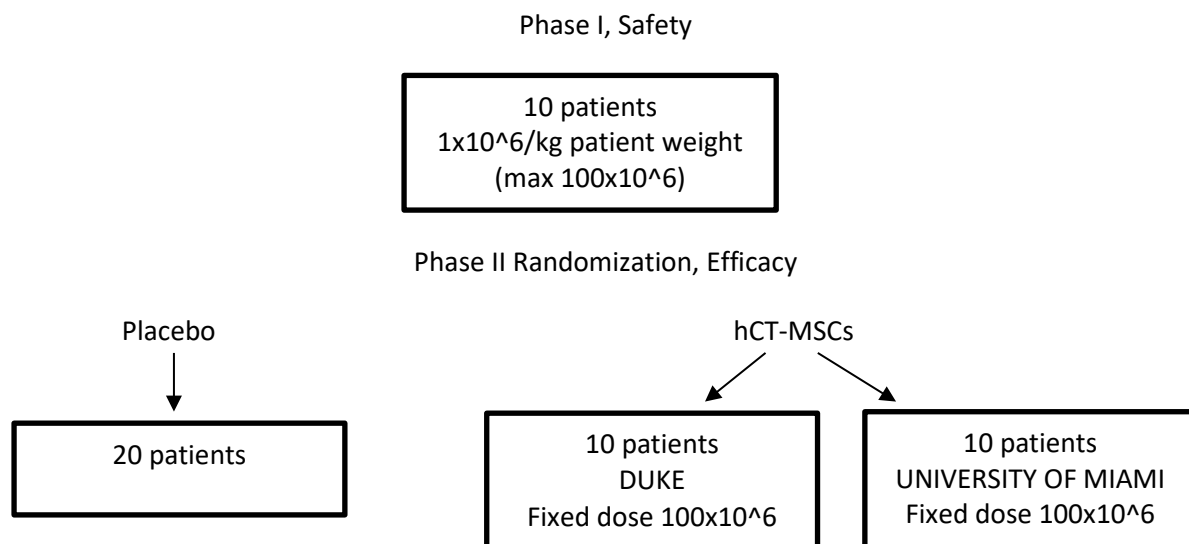 Phase I, Safety
10 patients
1x10^6/kg patient weight
(max 100x10^6)
Phase II Randomization, Efficacy
Placebo
hCT-MSCs
20 patients
10 patients
DUKE
Fixed dose 100x10^6
10 patients
UNIVERSITY OF MIAMI
Fixed dose 100x10^6